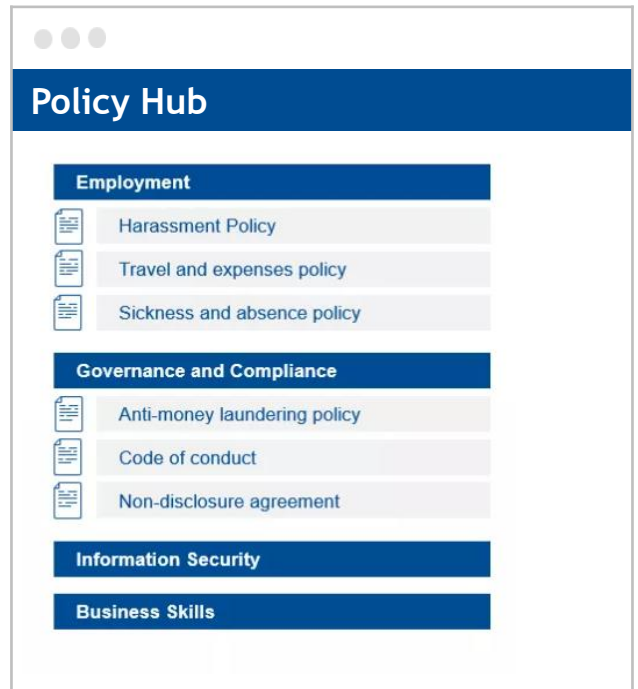 Policy Hub
Employment
Harassment Policy
Travel and expenses policy
Sickness and absence policy
Governance and Compliance
Anti-money laundering policy
Code of conduct
Non-disclosure agreement
Information Security
Business Skills